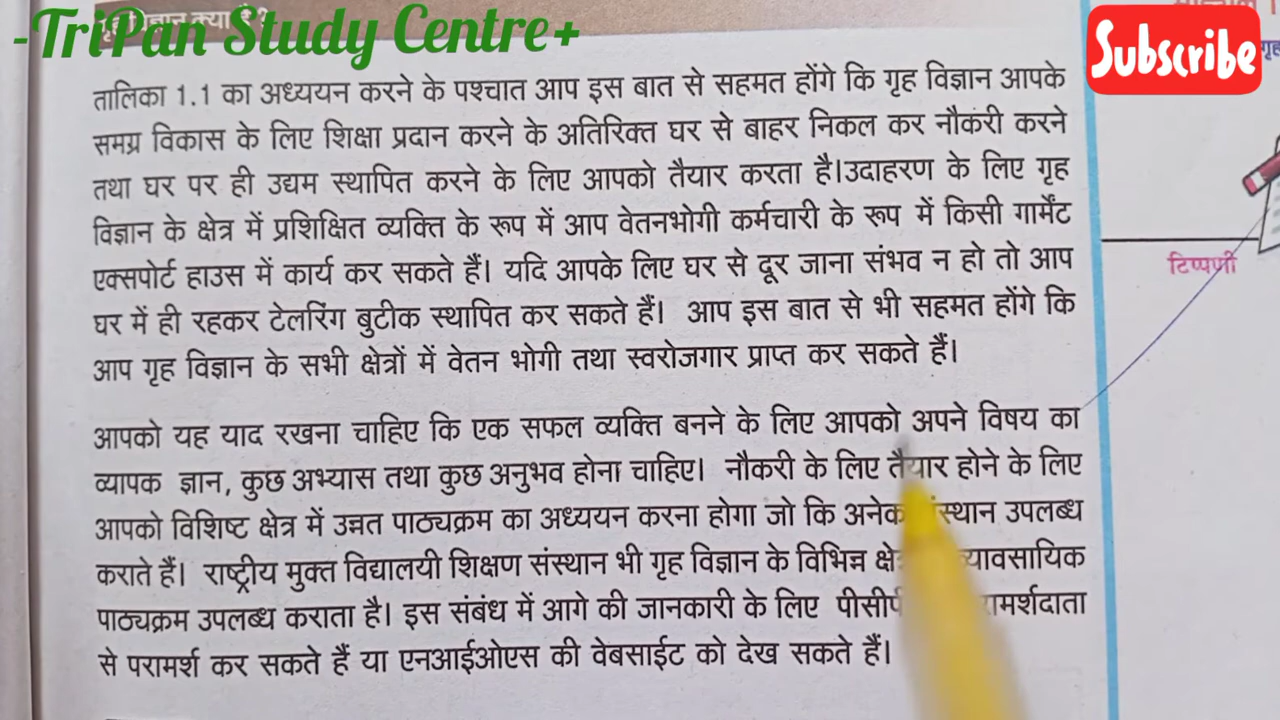 -TriPan Study Centre+
Subscribe
तालिका 1.1 का अध्ययन करने के पश्चात आप इस बात से सहमत होंगे कि गृह विज्ञान आपके
समग्र विकास के लिए शिक्षा प्रदान करने के अतिरिक्त घर से बाहर निकल कर नौकरी करने
तथा घर पर ही उद्यम स्थापित करने के लिए आपको तैयार करता है।उदाहरण के लिए गृह
विज्ञान के क्षेत्र में प्रशिक्षित व्यक्ति के रूप में आप वेतनभोगी कर्मचारी के रूप में किसी गार्मेंट
एक्सपोर्ट हाउस में कार्य कर सकते हैं। यदि आपके लिए घर से दूर जाना संभव न हो तो आप
घर में ही रहकर टेलरिंग बुटीक स्थापित कर सकते हैं। आप इस बात से भी सहमत होंगे कि
आप गृह विज्ञान के सभी क्षेत्रों में वेतन भोगी तथा स्वरोजगार प्राप्त कर सकते हैं।
टिप्पणी
आपको यह याद रखना चाहिए कि एक सफल व्यक्ति बनने के लिए आपको अपने विषय का
व्यापक ज्ञान, कुछ अभ्यास तथा कुछ अनुभव होना चाहिए। नौकरी के लिए तैयार होने के लिए
आपको विशिष्ट क्षेत्र में उन्नत पाठ्यक्रम का अध्ययन करना होगा जो कि अनेक उपलब्ध
कराते हैं। राष्ट्रीय मुक्त विद्यालयी शिक्षण संस्थान भी गृह विज्ञान के विभिन्न
पाठ्यक्रम उपलब्ध कराता है। इस संबंध में आगे की जानकारी के लिए
से परामर्श कर सकते हैं या एनआईओएस की वेबसाईट को देख सकते हैं।